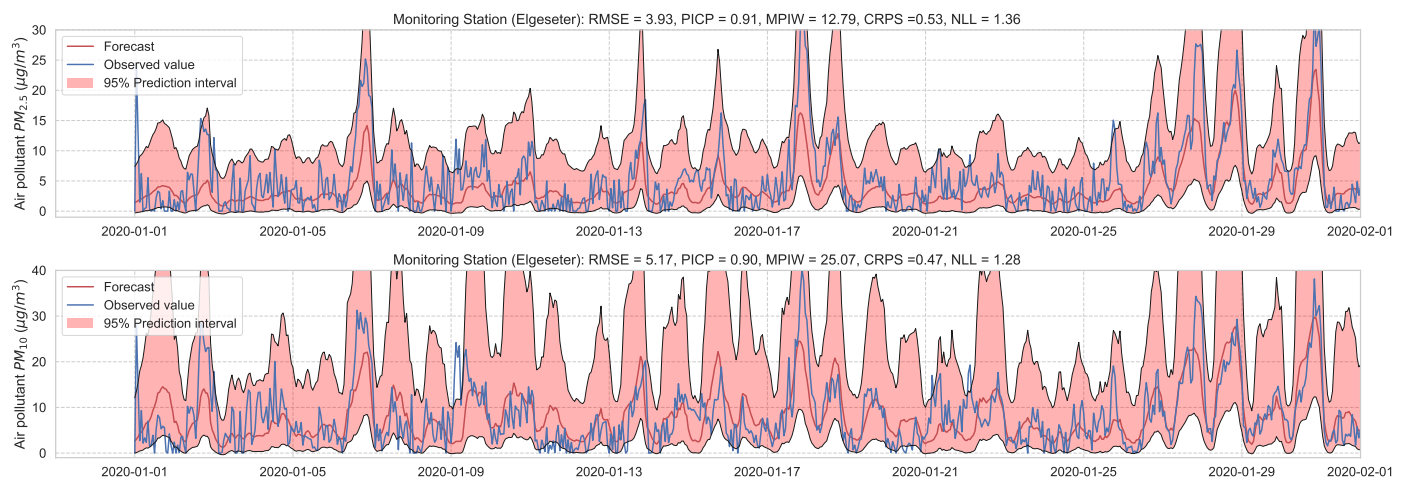 Monitoring Station (Elgeseter): RMSE = 3.93, PICP = 0.91, MPIW = 12.79, CRPS =0.53, NLL = 1.36
Air pollutant PM2.5 (μg/m³)
30
25
20
15
10
5
0
Forecast
Observed value
95% Prediction interval
2020-01-01 2020-01-05 2020-01-09 2020-01-13 2020-01-17 2020-01-21 2020-01-25 2020-01-29 2020-02-01
Monitoring Station (Elgeseter): RMSE = 5.17, PICP = 0.90, MPIW = 25.07, CRPS =0.47, NLL = 1.28
Air pollutant PM10 (μg/m³)
40
30
20
10
0
Forecast
Observed value
95% Prediction interval
2020-01-01 2020-01-05 2020-01-09 2020-01-13 2020-01-17 2020-01-21 2020-01-25 2020-01-29 2020-02-01